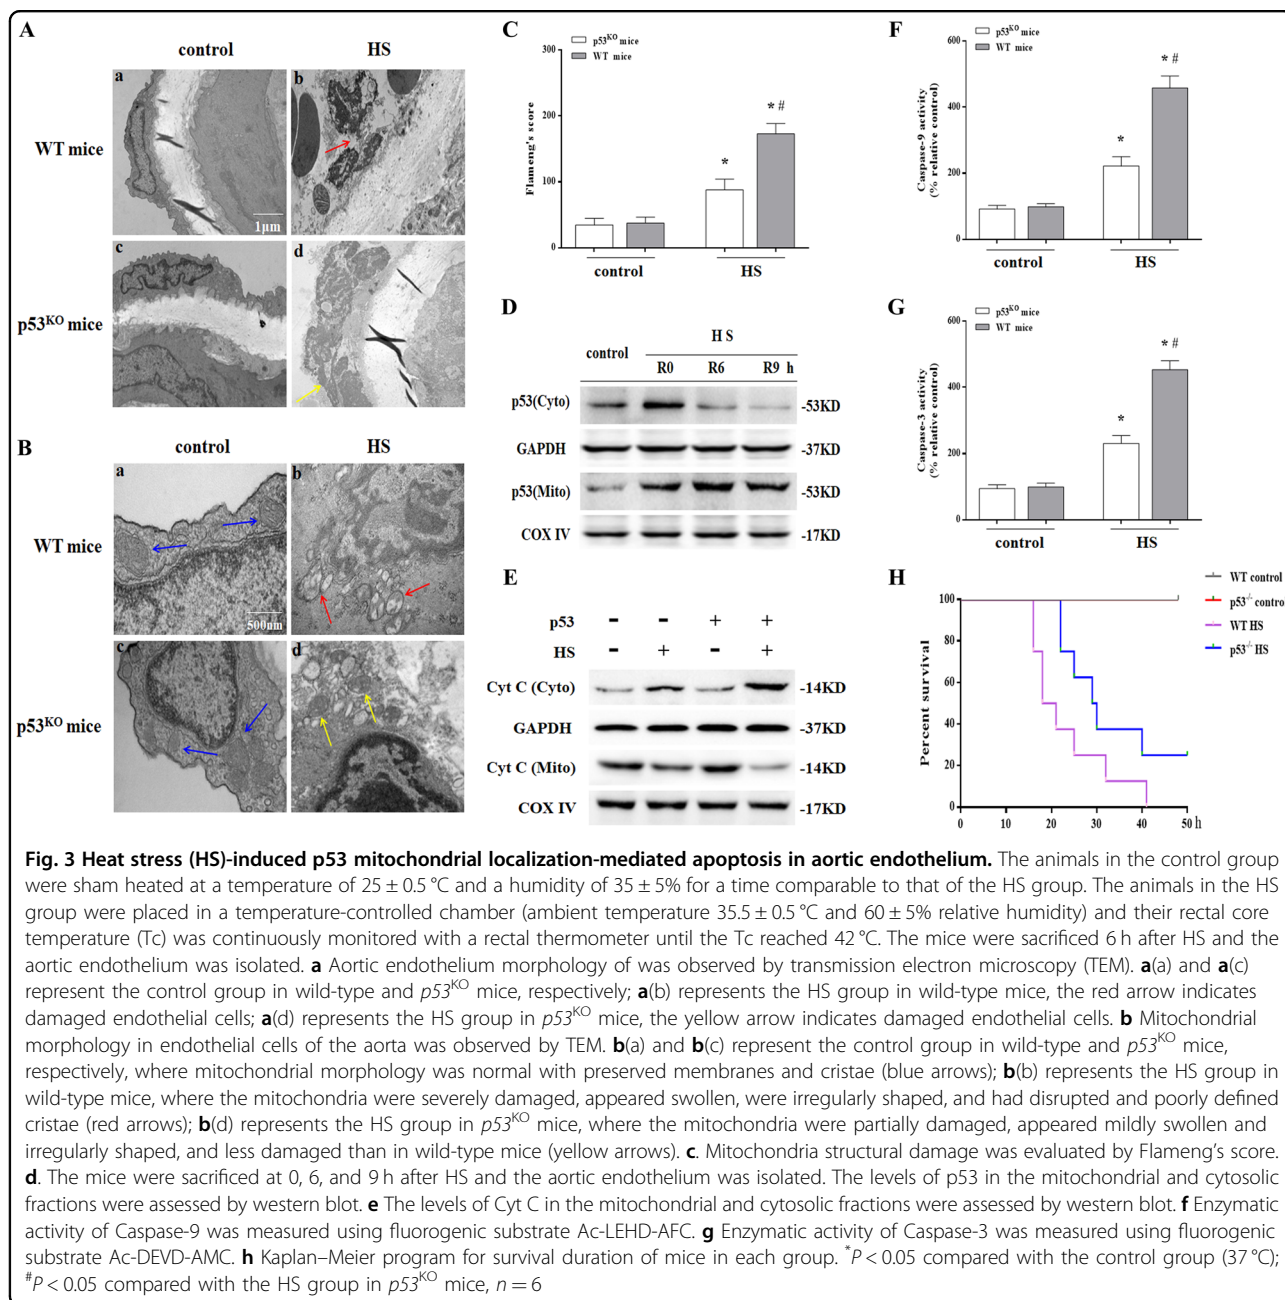 A
control
HS
WT mice
p53KO mice
a
b
1μm
c
d
B
control
HS
WT mice
p53KO mice
a
b
500nm
c
d
C
p53KO mice
WT mice
Flameng's score
300
200
100
0
*
* #
control
HS
D
H S
control
R0 R6 R9 h
p53(Cyto) -53KD
GAPDH -37KD
p53(Mito) -53KD
COX IV -17KD
E
p53 - - + +
HS - + - +
Cyt C (Cyto) -14KD
GAPDH -37KD
Cyt C (Mito) -14KD
COX IV -17KD
F
p53KO mice
WT mice
Caspase-9 activity
(% relative control)
600
400
200
0
*
* #
control
HS
G
p53KO mice
WT mice
Caspase-3 activity
(% relative control)
600
400
200
0
*
* #
control
HS
H
WT control
p53-/- contro
WT HS
p53-/- HS
Percent survival
100
80
60
40
20
0
0 10 20 30 40 50 h
Fig. 3 Heat stress (HS)-induced p53 mitochondrial localization-mediated apoptosis in aortic endothelium. The animals in the control group
were sham heated at a temperature of 25 ± 0.5 °C and a humidity of 35 ± 5% for a time comparable to that of the HS group. The animals in the HS
group were placed in a temperature-controlled chamber (ambient temperature 35.5 ± 0.5 °C and 60 ± 5% relative humidity) and their rectal core
temperature (Tc) was continuously monitored with a rectal thermometer until the Tc reached 42 °C. The mice were sacrificed 6 h after HS and the
aortic endothelium was isolated. a Aortic endothelium morphology of was observed by transmission electron microscopy (TEM). a(a) and a(c)
represent the control group in wild-type and p53KO mice, respectively; a(b) represents the HS group in wild-type mice, the red arrow indicates
damaged endothelial cells; a(d) represents the HS group in p53KO mice, the yellow arrow indicates damaged endothelial cells. b Mitochondrial
morphology in endothelial cells of the aorta was observed by TEM. b(a) and b(c) represent the control group in wild-type and p53KO mice,
respectively, where mitochondrial morphology was normal with preserved membranes and cristae (blue arrows); b(b) represents the HS group in
wild-type mice, where the mitochondria were severely damaged, appeared swollen, were irregularly shaped, and had disrupted and poorly defined
cristae (red arrows); b(d) represents the HS group in p53KO mice, where the mitochondria were partially damaged, appeared mildly swollen and
irregularly shaped, and less damaged than in wild-type mice (yellow arrows). c. Mitochondria structural damage was evaluated by Flameng's score.
d. The mice were sacrificed at 0, 6, and 9 h after HS and the aortic endothelium was isolated. The levels of p53 in the mitochondrial and cytosolic
fractions were assessed by western blot. e The levels of Cyt C in the mitochondrial and cytosolic fractions were assessed by western blot. f Enzymatic
activity of Caspase-9 was measured using fluorogenic substrate Ac-LEHD-AFC. g Enzymatic activity of Caspase-3 was measured using fluorogenic
substrate Ac-DEVD-AMC. h Kaplan–Meier program for survival duration of mice in each group. *P < 0.05 compared with the control group (37 °C);
#P < 0.05 compared with the HS group in p53KO mice, n = 6